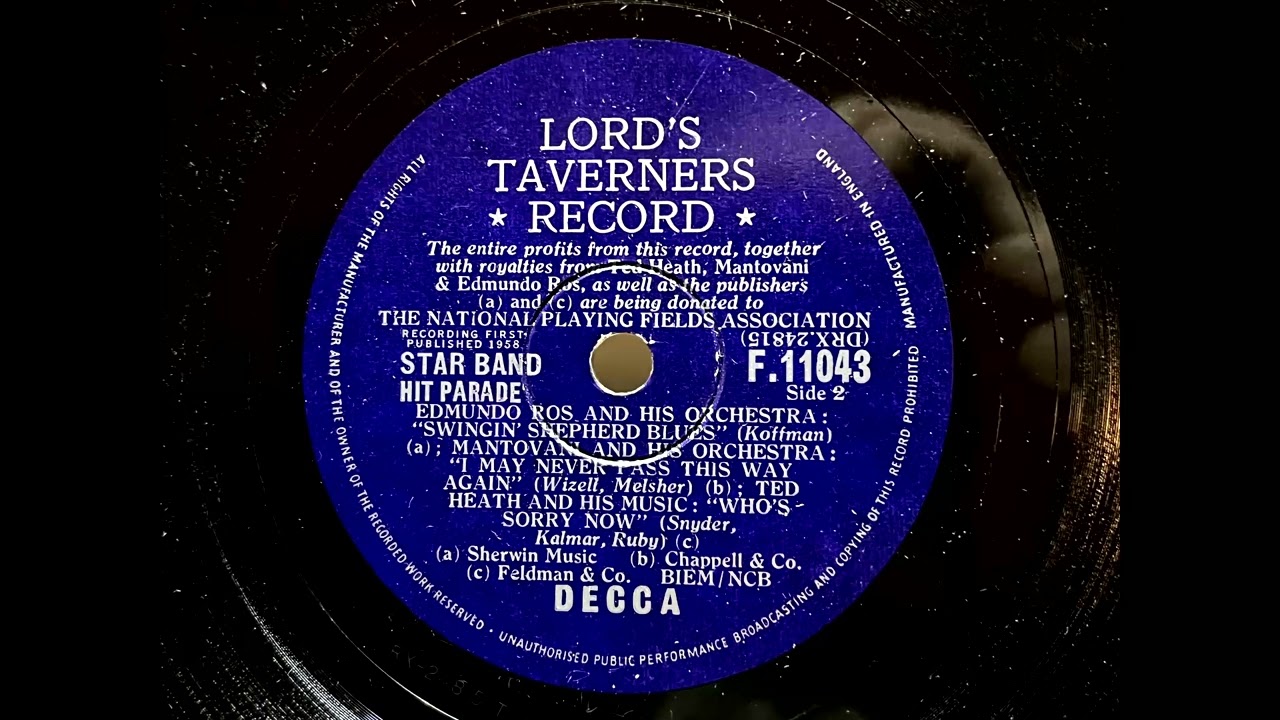 LORD'S
TAVERNERS
★ RECORD ★
The entire profits from this record, together
with royalties from Ted Heath, Mantovani
& Edmundo Ros, as well as the publishers
(a) and (c) are being donated to
THE NATIONAL PLAYING FIELDS ASSOCIATION
RECORDING FIRST
PUBLISHED 1958
(DRX.24815)
STAR BAND
HIT PARADE
F.11043
Side 2
EDMUNDO ROS AND HIS ORCHESTRA:
"SWINGIN' SHEPHERD BLUES" (Koffman)
(a); MANTOVANI AND HIS ORCHESTRA:
"I MAY NEVER PASS THIS WAY
AGAIN" (Wizell, Melsher) (b); TED
HEATH AND HIS MUSIC: "WHO'S
SORRY NOW" (Snyder,
Kalmar, Ruby) (c)
(a) Sherwin Music (b) Chappell & Co.
(c) Feldman & Co. BIEM/NCB
DECCA
ALL RIGHTS OF THE MANUFACTURER AND OF THE OWNER OF THE RECORDED WORK RESERVED · UNAUTHORISED PUBLIC PERFORMANCE BROADCASTING AND COPYING OF THIS RECORD PROHIBITED MANUFACTURED IN ENGLAND